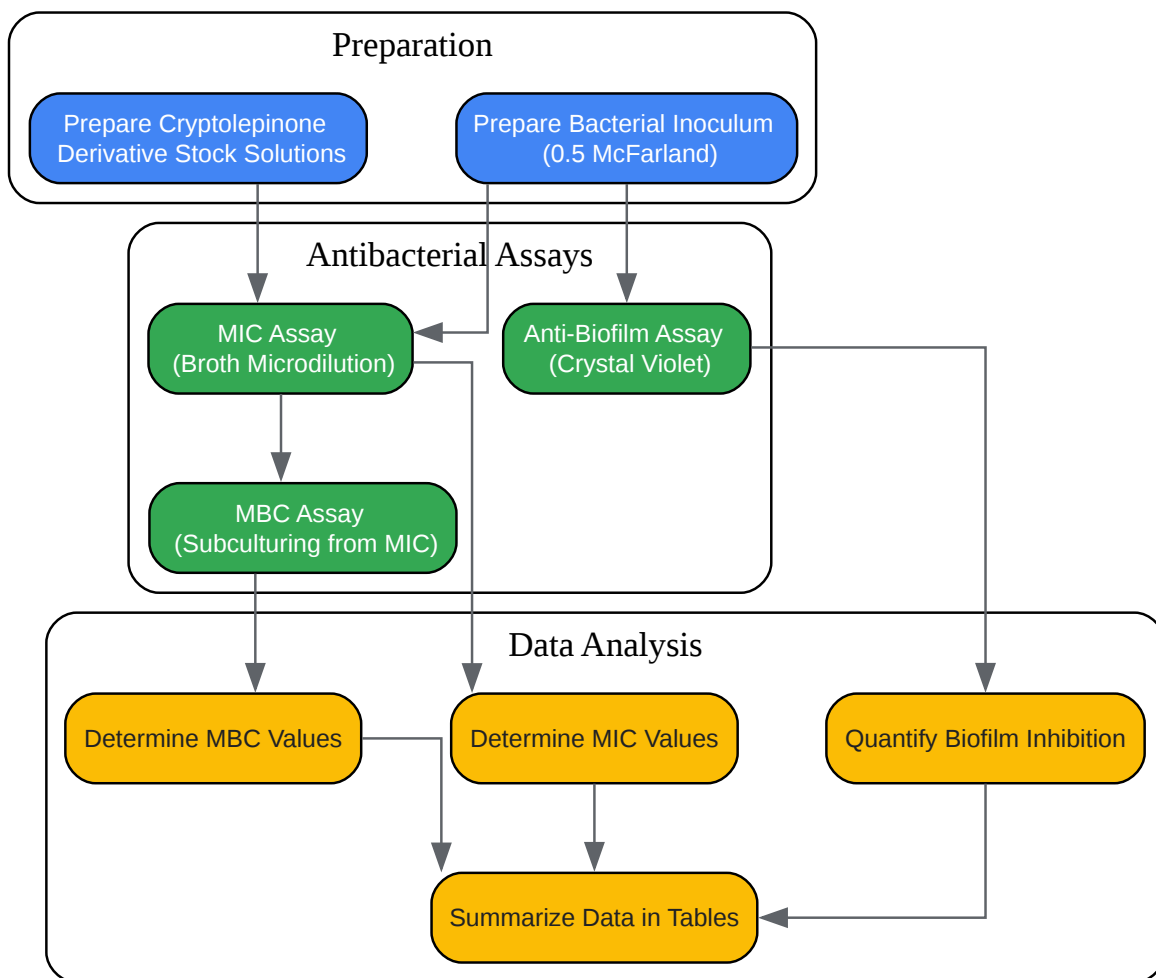 Preparation
Prepare Cryptolepinone
Derivative Stock Solutions
Prepare Bacterial Inoculum
(0.5 McFarland)
Antibacterial Assays
MIC Assay
(Broth Microdilution)
Anti-Biofilm Assay
(Crystal Violet)
MBC Assay
(Subculturing from MIC)
Data Analysis
Determine MBC Values
Determine MIC Values
Quantify Biofilm Inhibition
Summarize Data in Tables